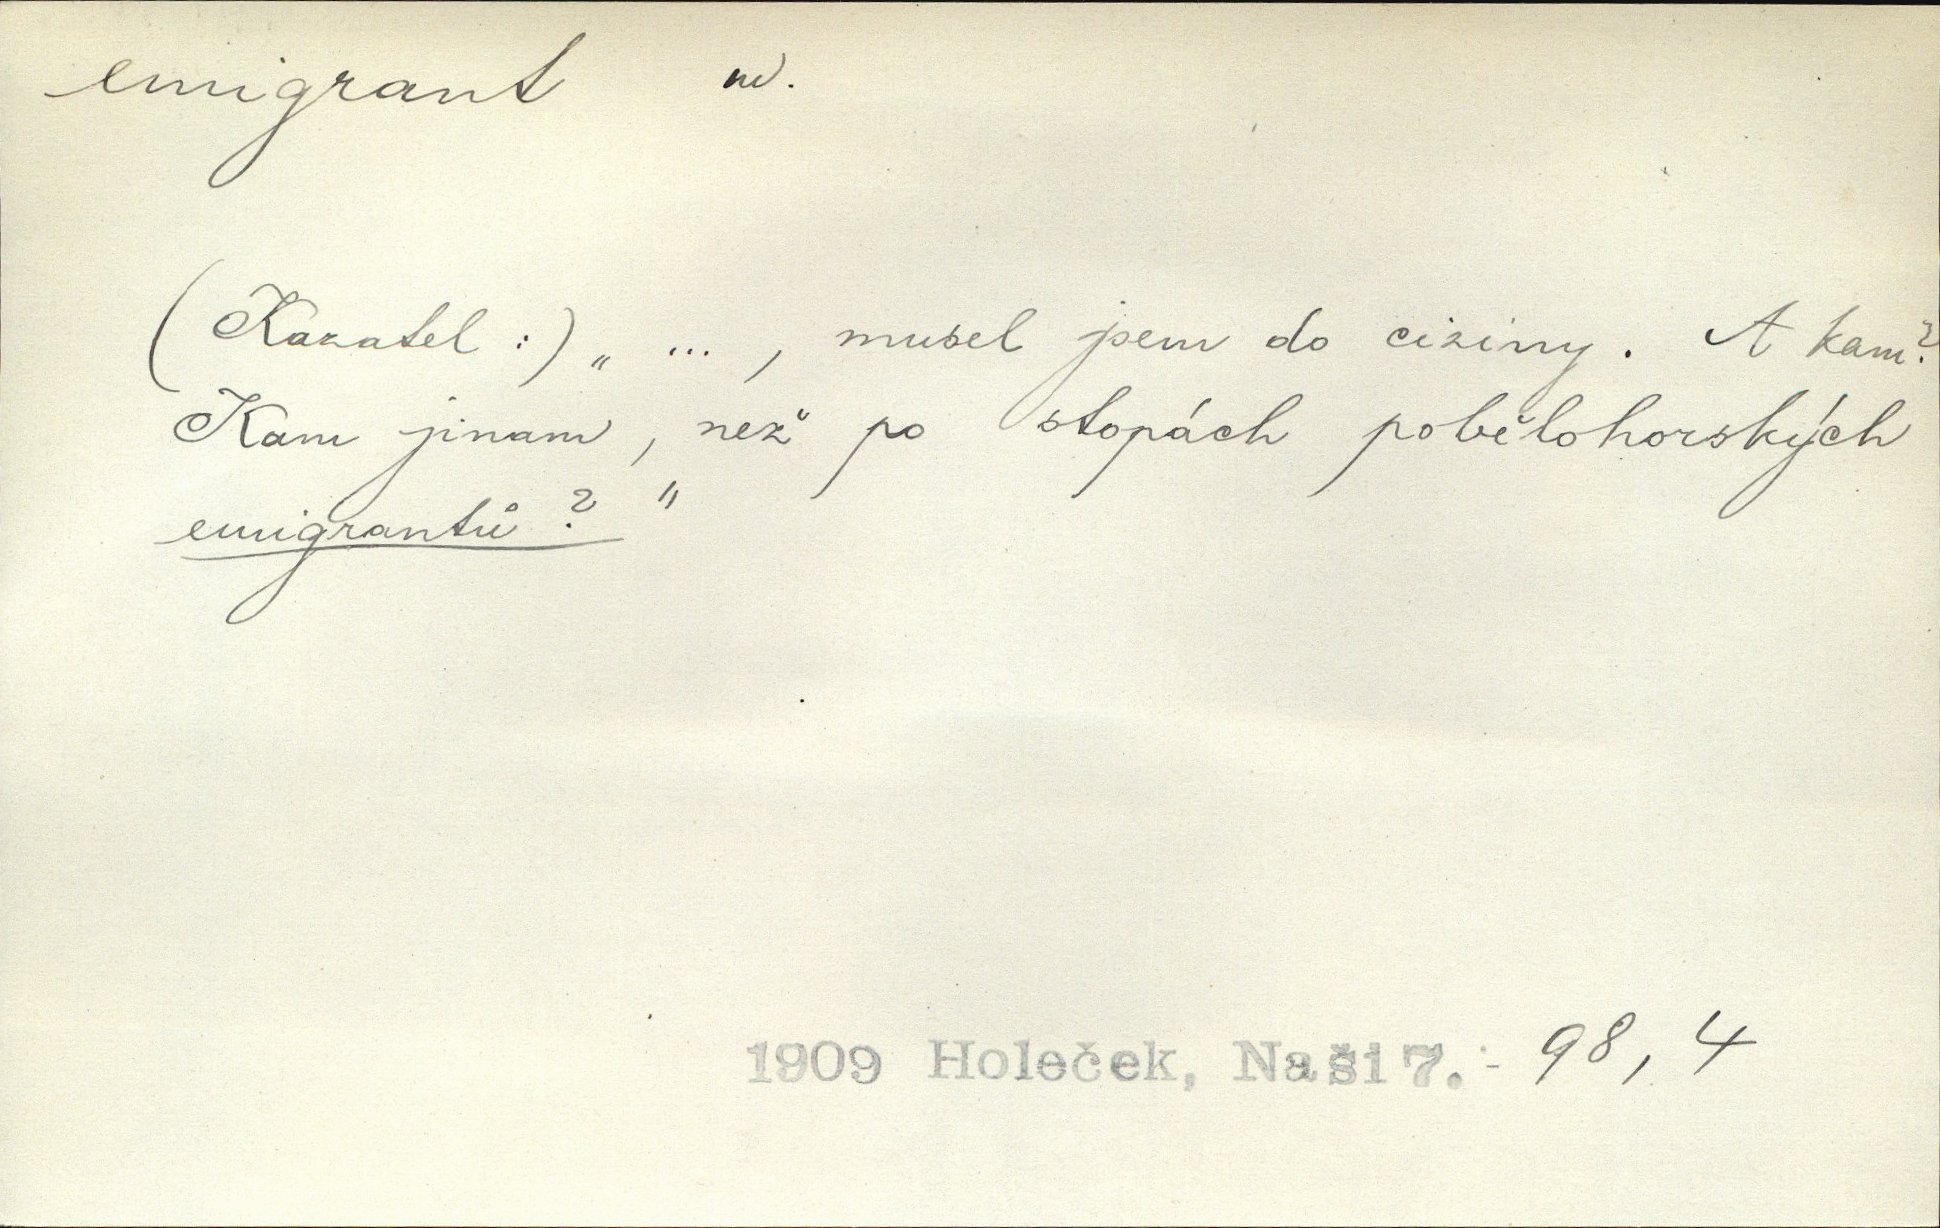 emigrant m.
(Kazatel :) „ ... , musel jsem do ciziny. A kam?
Kam jinam, než po stopách pobělohorských
emigrantů ? "
1909 Holeček, Naši 7. - 98, 4